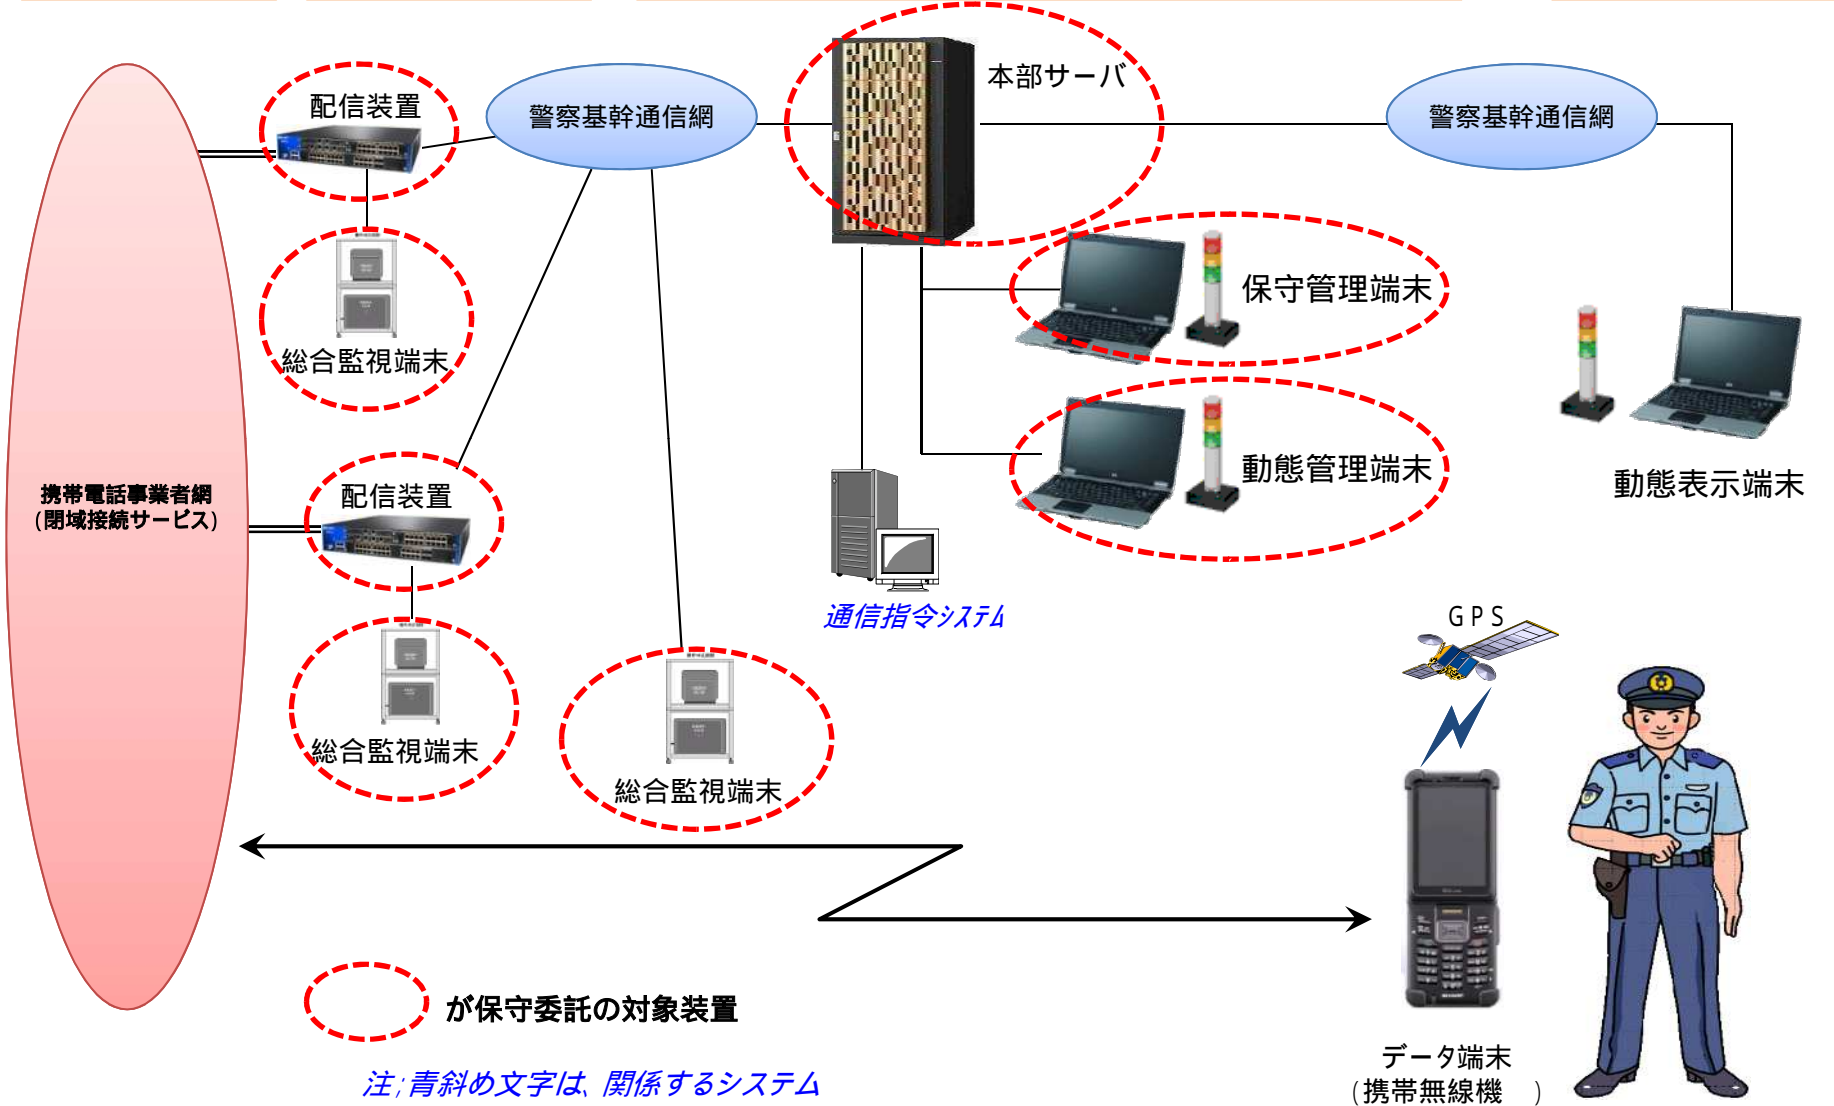 本部サーバ
配信装置
警察基幹通信網
警察基幹通信網
保守管理端末
総合監視端末
動態管理端末
動態表示端末
携帯電話事業者網
(閉域接続サービス)
配信装置
通信指令システム
GPS
総合監視端末
総合監視端末
が保守委託の対象装置
データ端末
(携帯無線機　)
注;青斜め文字は、関係するシステム